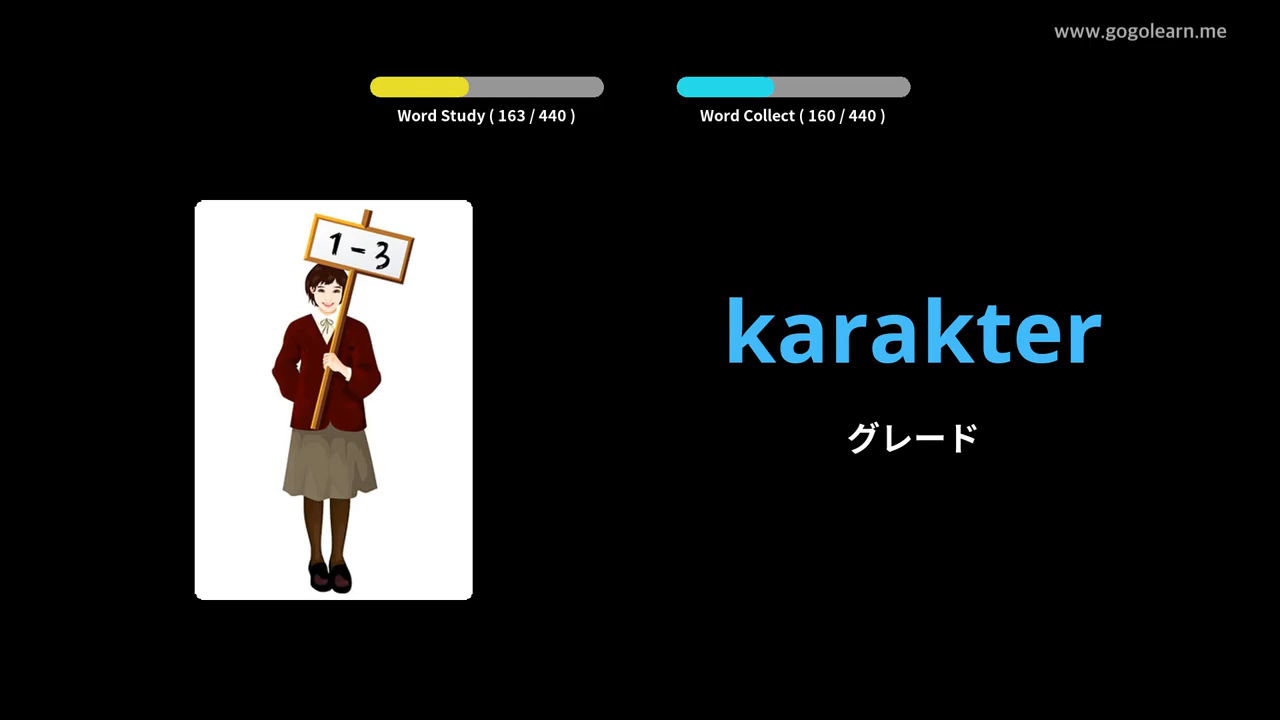 www.gogolearn.me
Word Study ( 163 / 440 )
Word Collect ( 160 / 440 )
1 - 3
karakter
グレード